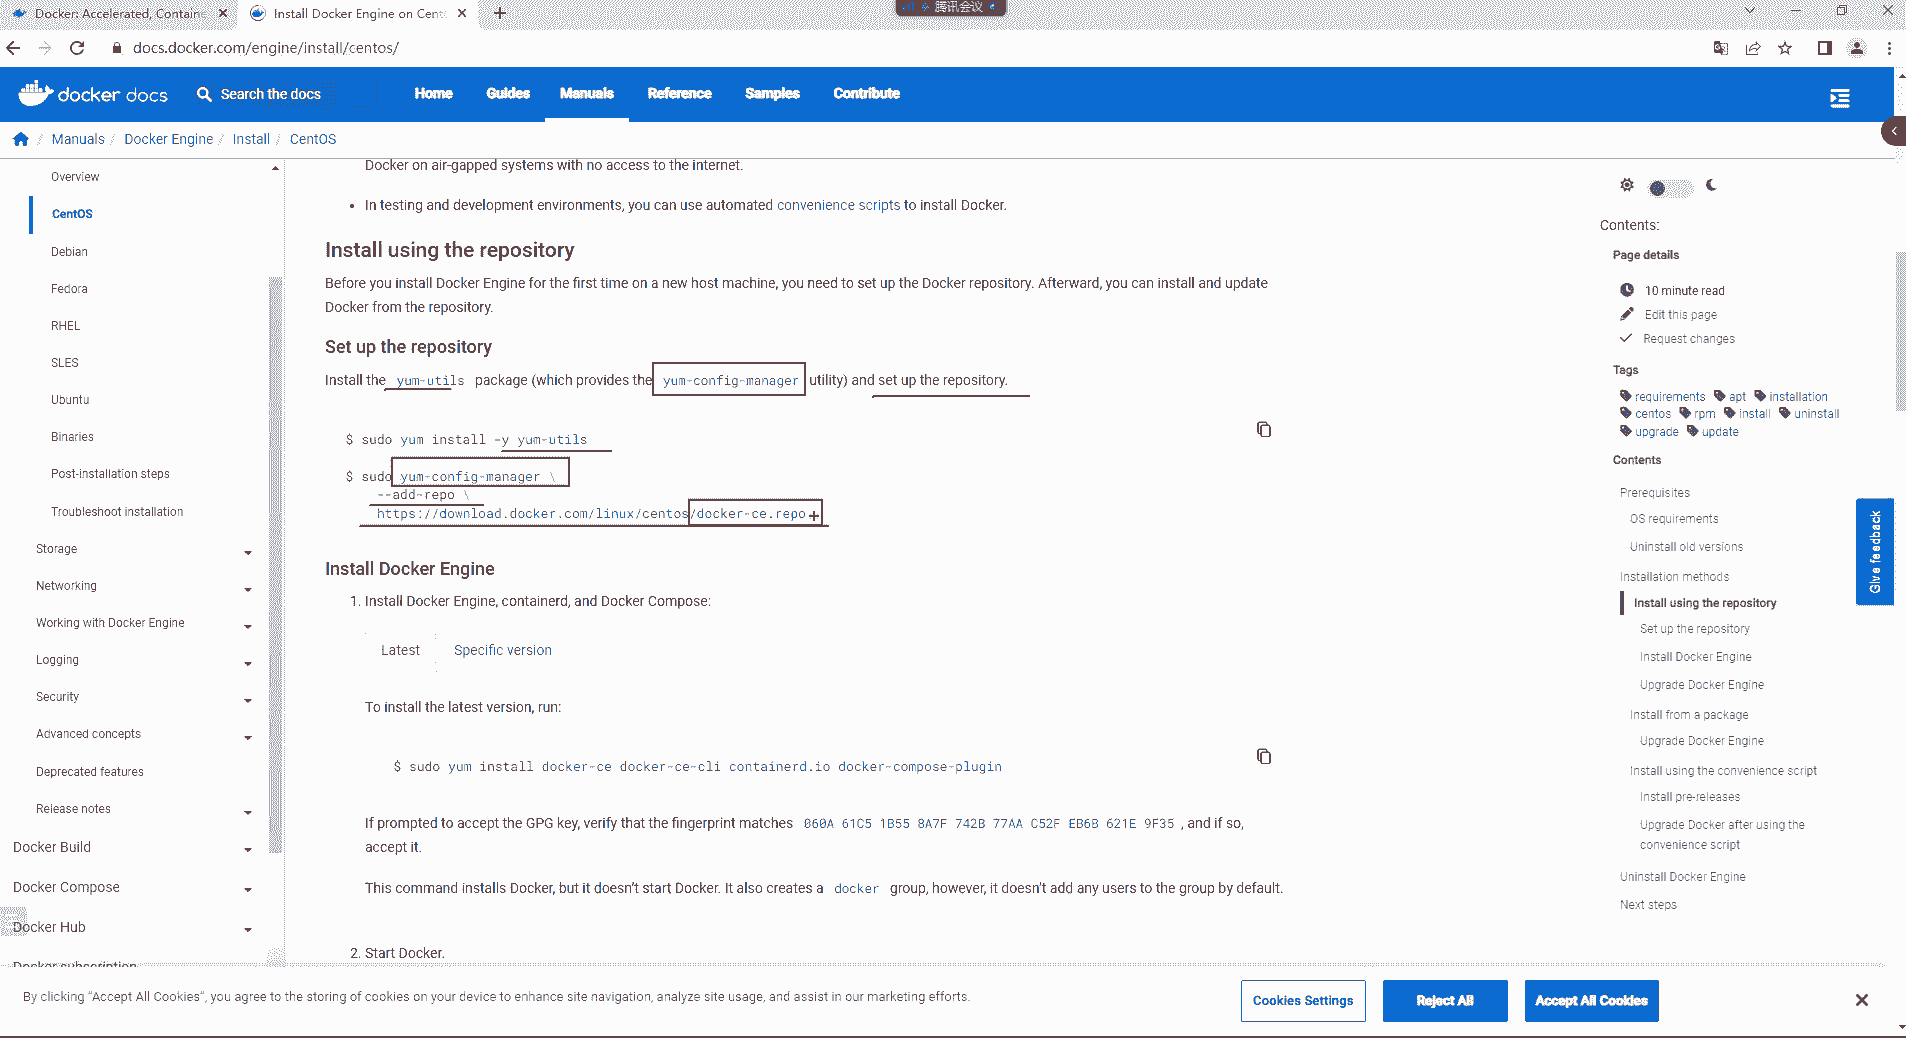 Docker: Accelerated, Containe
Install Docker Engine on Cent
腾讯会议
docs.docker.com/engine/install/centos/
docker docs
Search the docs
Home Guides Manuals Reference Samples Contribute
/ Manuals / Docker Engine / Install / CentOS
Overview
CentOS
Debian
Fedora
RHEL
SLES
Ubuntu
Binaries
Post-installation steps
Troubleshoot installation
Storage
Networking
Working with Docker Engine
Logging
Security
Advanced concepts
Deprecated features
Release notes
Docker Build
Docker Compose
Docker Hub
Docker subscription
Docker on air-gapped systems with no access to the internet.
• In testing and development environments, you can use automated convenience scripts to install Docker.
Install using the repository
Before you install Docker Engine for the first time on a new host machine, you need to set up the Docker repository. Afterward, you can install and update
Docker from the repository.
Set up the repository
Install the yum-utils package (which provides the yum-config-manager utility) and set up the repository.
$ sudo yum install -y yum-utils
$ sudo yum-config-manager \
--add-repo \
https://download.docker.com/linux/centos/docker-ce.repo
Install Docker Engine
1. Install Docker Engine, containerd, and Docker Compose:
Latest Specific version
To install the latest version, run:
$ sudo yum install docker-ce docker-ce-cli containerd.io docker-compose-plugin
If prompted to accept the GPG key, verify that the fingerprint matches 060A 61C5 1B55 8A7F 742B 77AA C52F EB6B 621E 9F35 , and if so,
accept it.
This command installs Docker, but it doesn't start Docker. It also creates a docker group, however, it doesn't add any users to the group by default.
2. Start Docker.
Contents:
Page details
10 minute read
Edit this page
Request changes
Tags
requirements apt installation
centos rpm install uninstall
upgrade update
Contents
Prerequisites
OS requirements
Uninstall old versions
Installation methods
Install using the repository
Set up the repository
Install Docker Engine
Upgrade Docker Engine
Install from a package
Upgrade Docker Engine
Install using the convenience script
Install pre-releases
Upgrade Docker after using the
convenience script
Uninstall Docker Engine
Next steps
Give feedback
By clicking “Accept All Cookies”, you agree to the storing of cookies on your device to enhance site navigation, analyze site usage, and assist in our marketing efforts.
Cookies Settings
Reject All
Accept All Cookies